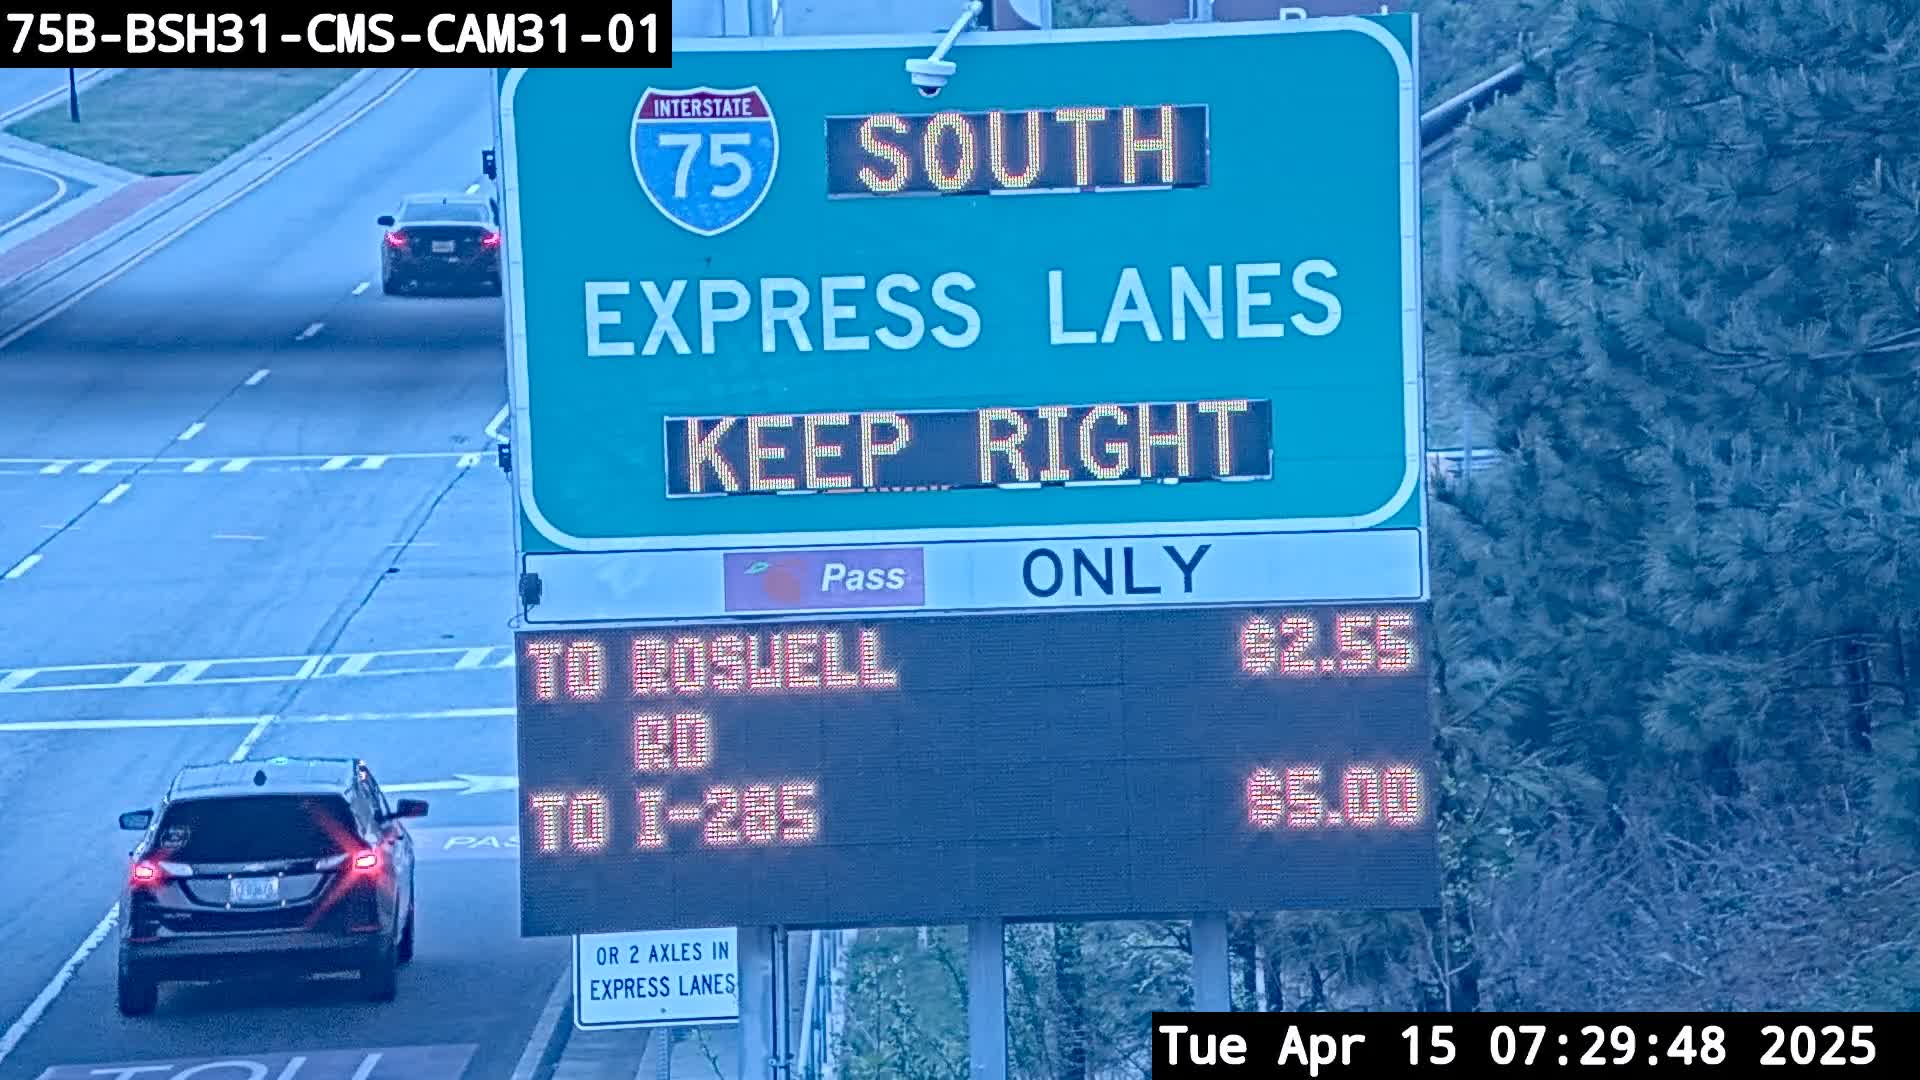 75B-BSH31-CMS-CAM31-01
INTERSTATE
75
SOUTH
EXPRESS LANES
KEEP RIGHT
Pass ONLY
TO ROSWELL $2.55
RD
TO I-285 $5.00
OR 2 AXLES IN
EXPRESS LANES
TOLL
Tue Apr 15 07:29:48 2025